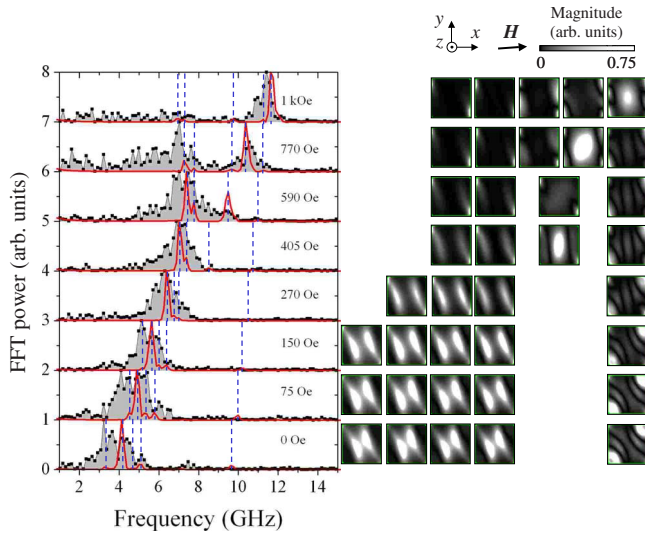 y
z x H
Magnitude
(arb. units)
0 0.75
FFT power (arb. units)
8
7
6
5
4
3
2
1
0
1 kOe
770 Oe
590 Oe
405 Oe
270 Oe
150 Oe
75 Oe
0 Oe
2 4 6 8 10 12 14
Frequency (GHz)